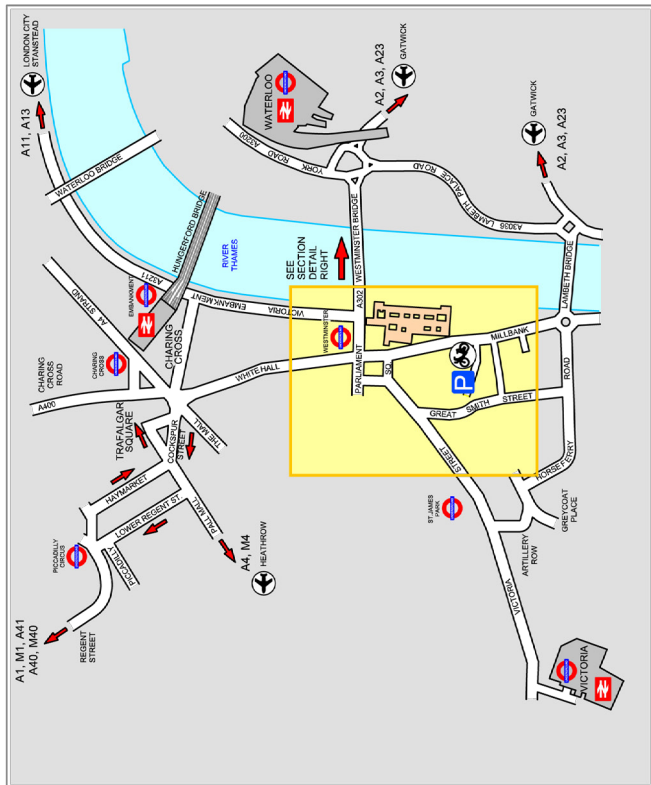 LONDON CITY
STANSTEAD
A11, A13
WATERLOO BRIDGE
A3211
HUNGERFORD BRIDGE
RIVER
THAMES
VICTORIA
EMBANKMENT
EMBANKMENT
A4 STRAND
CHARING
CROSS
CHARING
CROSS
ROAD
CHARING
CROSS
A400
TRAFALGAR
SQUARE
THE MALL
COCKSPUR
STREET
HAYMARKET
LOWER REGENT ST
PALL MALL
PICCADILLY
PICCADILLY
CIRCUS
REGENT
STREET
A1, M1, A41
A40, M40
A4, M4
HEATHROW
WATERLOO
A3200
YORK
ROAD
A2, A3, A23
GATWICK
A3036 LAMBETH PALACE ROAD
GATWICK
A2, A3, A23
LAMBETH BRIDGE
SEE
SECTION
DETAIL
RIGHT
A302
WESTMINSTER BRIDGE
WESTMINSTER
WHITE HALL
PARLIAMENT
SQ
MILLBANK
P
GREAT
SMITH
STREET
HORSEFERRY
ROAD
VICTORIA
STREET
ST.JAMES
PARK
ARTILLERY
ROW
GREYCOAT
PLACE
VICTORIA